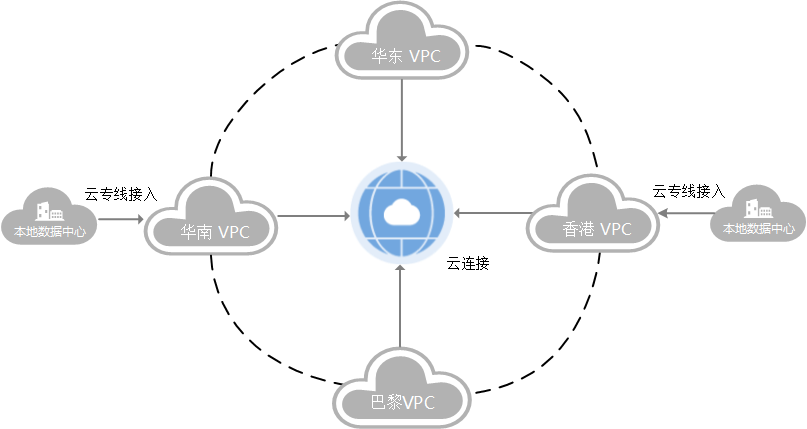 华东 VPC
云专线接入
云专线接入
本地数据中心
华南 VPC
香港 VPC
本地数据中心
云连接
巴黎VPC